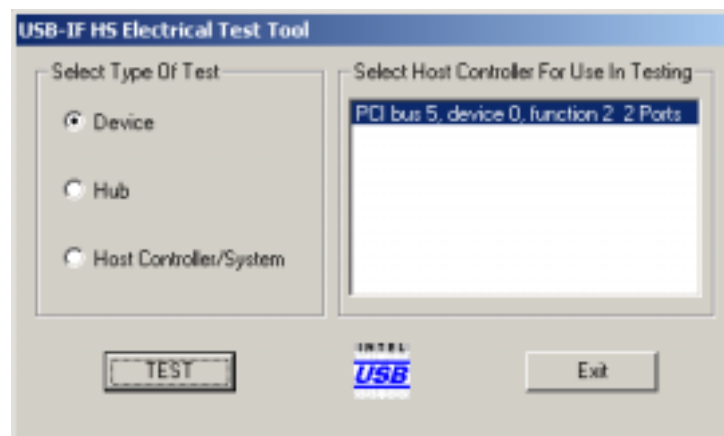 USB-IF HS Electrical Test Tool
Select Type Of Test
Device
Hub
Host Controller/System
Select Host Controller For Use In Testing
PCI bus 5, device 0, function 2 2 Ports
TEST
INTEL
USB
Exit